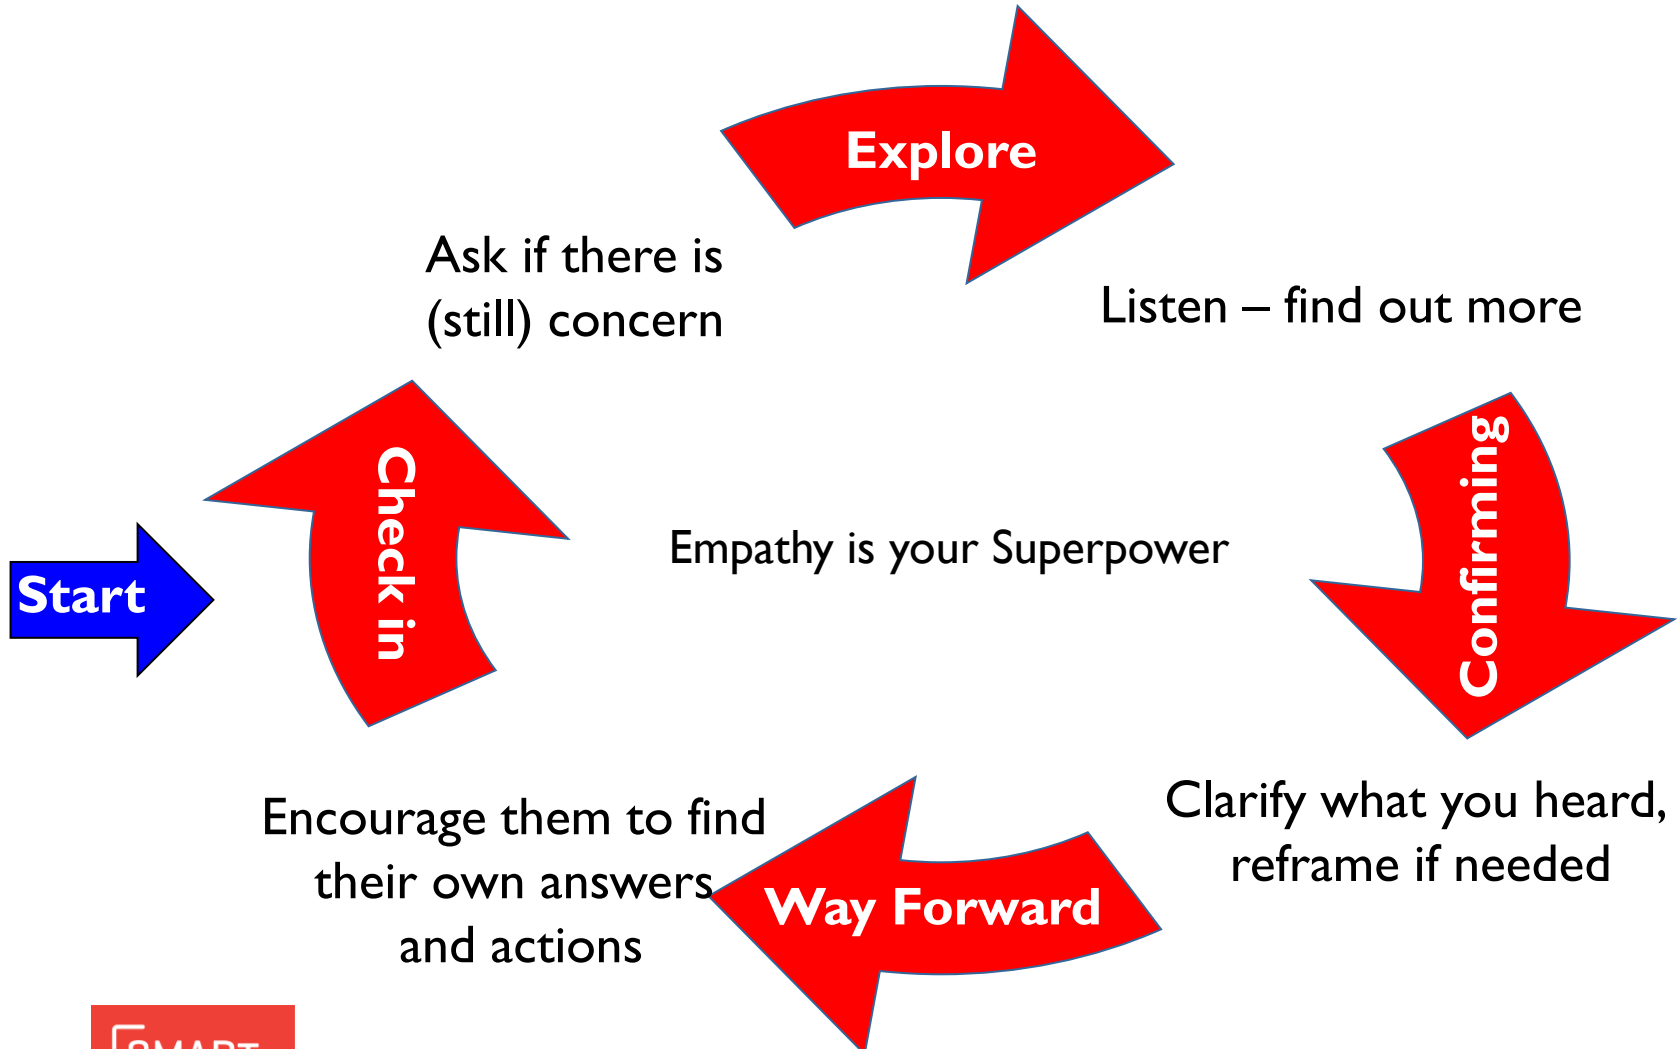 Explore
Ask if there is
(still) concern
Listen – find out more
Check in
Confirming
Empathy is your Superpower
Start
Clarify what you heard,
reframe if needed
Encourage them to find
their own answers
and actions
Way Forward
SMART